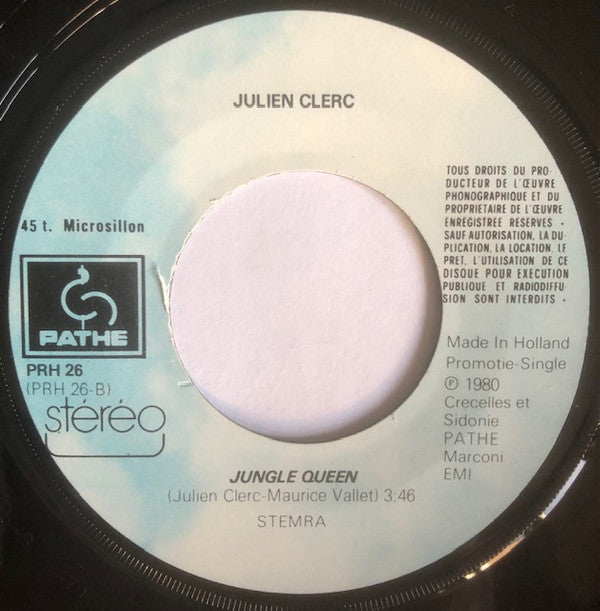 JULIEN CLERC
TOUS DROITS DU PRO-
DUCTEUR DE L'ŒUVRE
PHONOGRAPHIQUE ET DU
PROPRIETAIRE DE L'ŒUVRE
ENREGISTREE RESERVES •
SAUF AUTORISATION, LA DU-
PLICATION, LA LOCATION, LE
PRET, L'UTILISATION DE CE
DISQUE POUR EXECUTION
PUBLIQUE ET RADIODIFFU-
SION SONT INTERDITS •
45 t. Microsillon
PATHE
PRH 26
(PRH 26-B)
stéréo
Made In Holland
Promotie-Single
℗ 1980
Crecelles et
Sidonie
PATHE
Marconi
EMI
JUNGLE QUEEN
(Julien Clerc-Maurice Vallet) 3:46
STEMRA